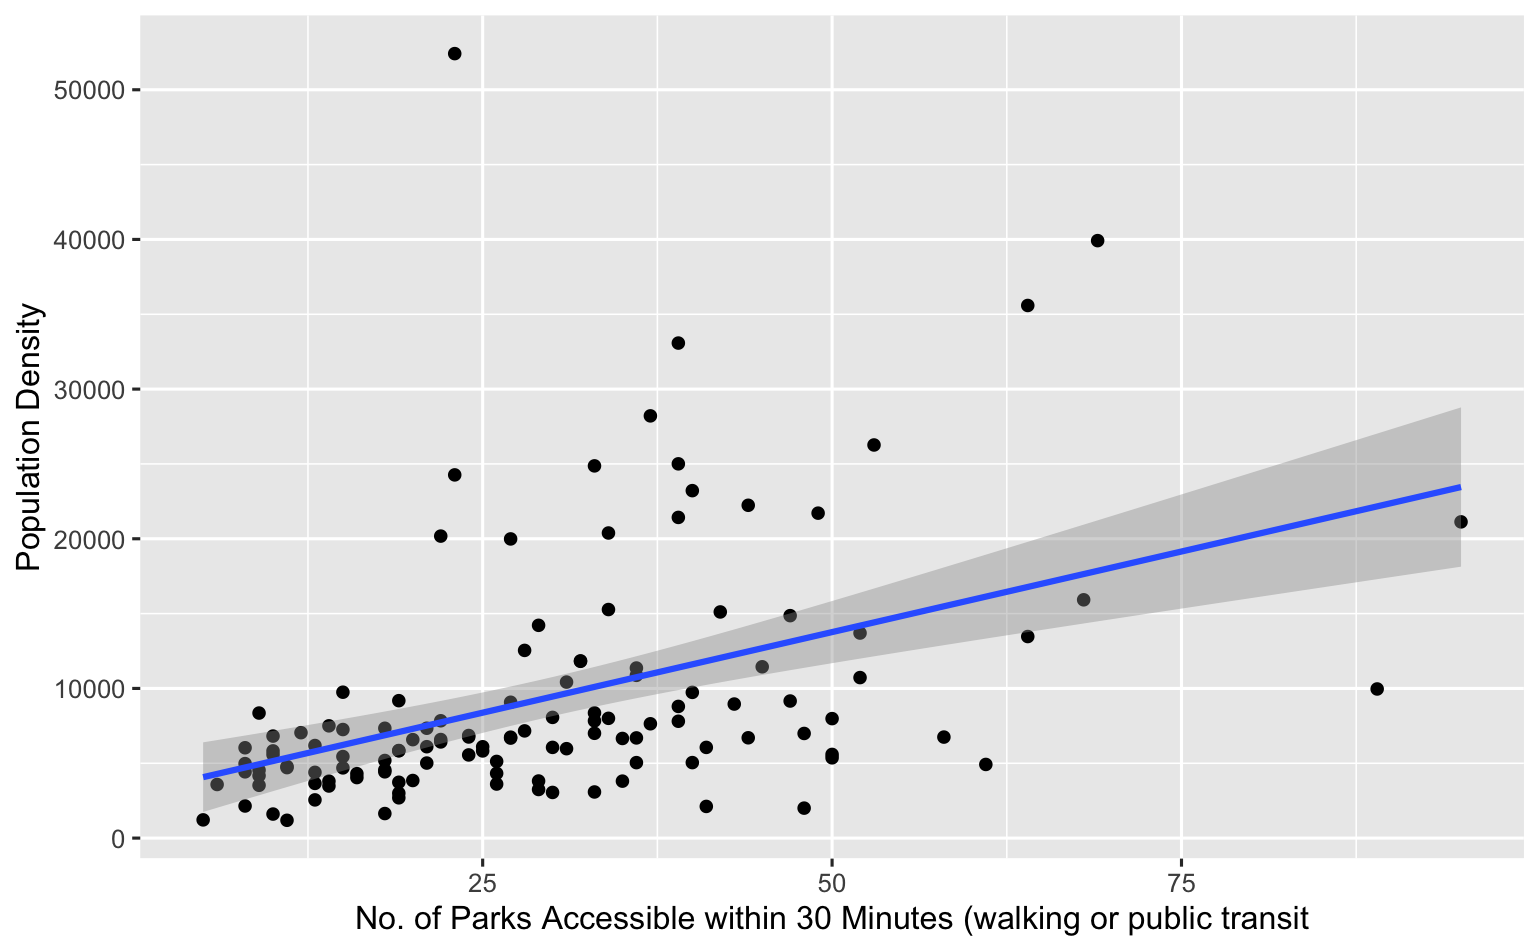 50000
40000
30000
20000
10000
0
Population Density
25 50 75
No. of Parks Accessible within 30 Minutes (walking or public transit